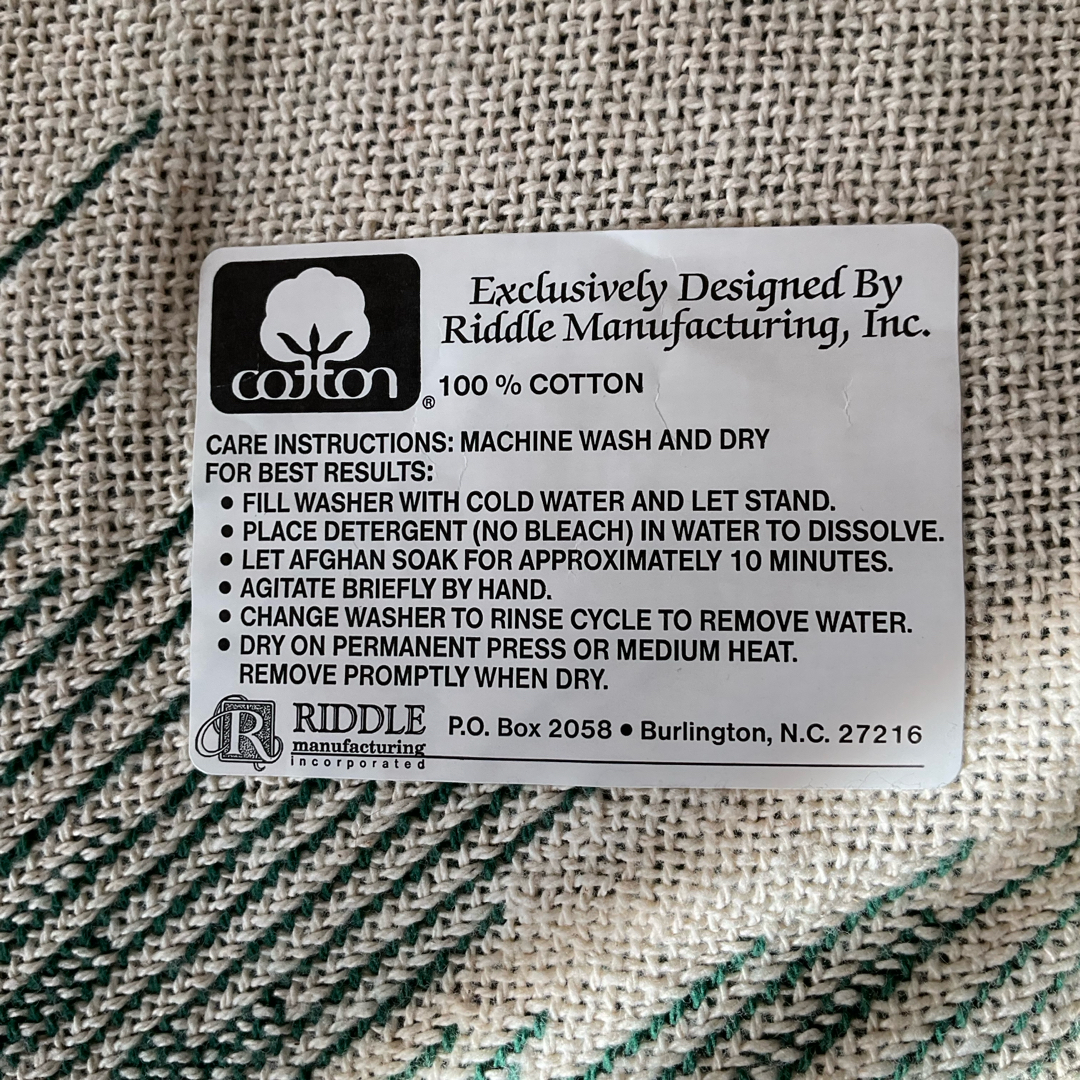 Exclusively Designed By
Riddle Manufacturing, Inc.
cotton
® 100 % COTTON
CARE INSTRUCTIONS: MACHINE WASH AND DRY
FOR BEST RESULTS:
• FILL WASHER WITH COLD WATER AND LET STAND.
• PLACE DETERGENT (NO BLEACH) IN WATER TO DISSOLVE.
• LET AFGHAN SOAK FOR APPROXIMATELY 10 MINUTES.
• AGITATE BRIEFLY BY HAND.
• CHANGE WASHER TO RINSE CYCLE TO REMOVE WATER.
• DRY ON PERMANENT PRESS OR MEDIUM HEAT.
REMOVE PROMPTLY WHEN DRY.
R
RIDDLE
manufacturing
incorporated
P.O. Box 2058 • Burlington, N.C. 27216